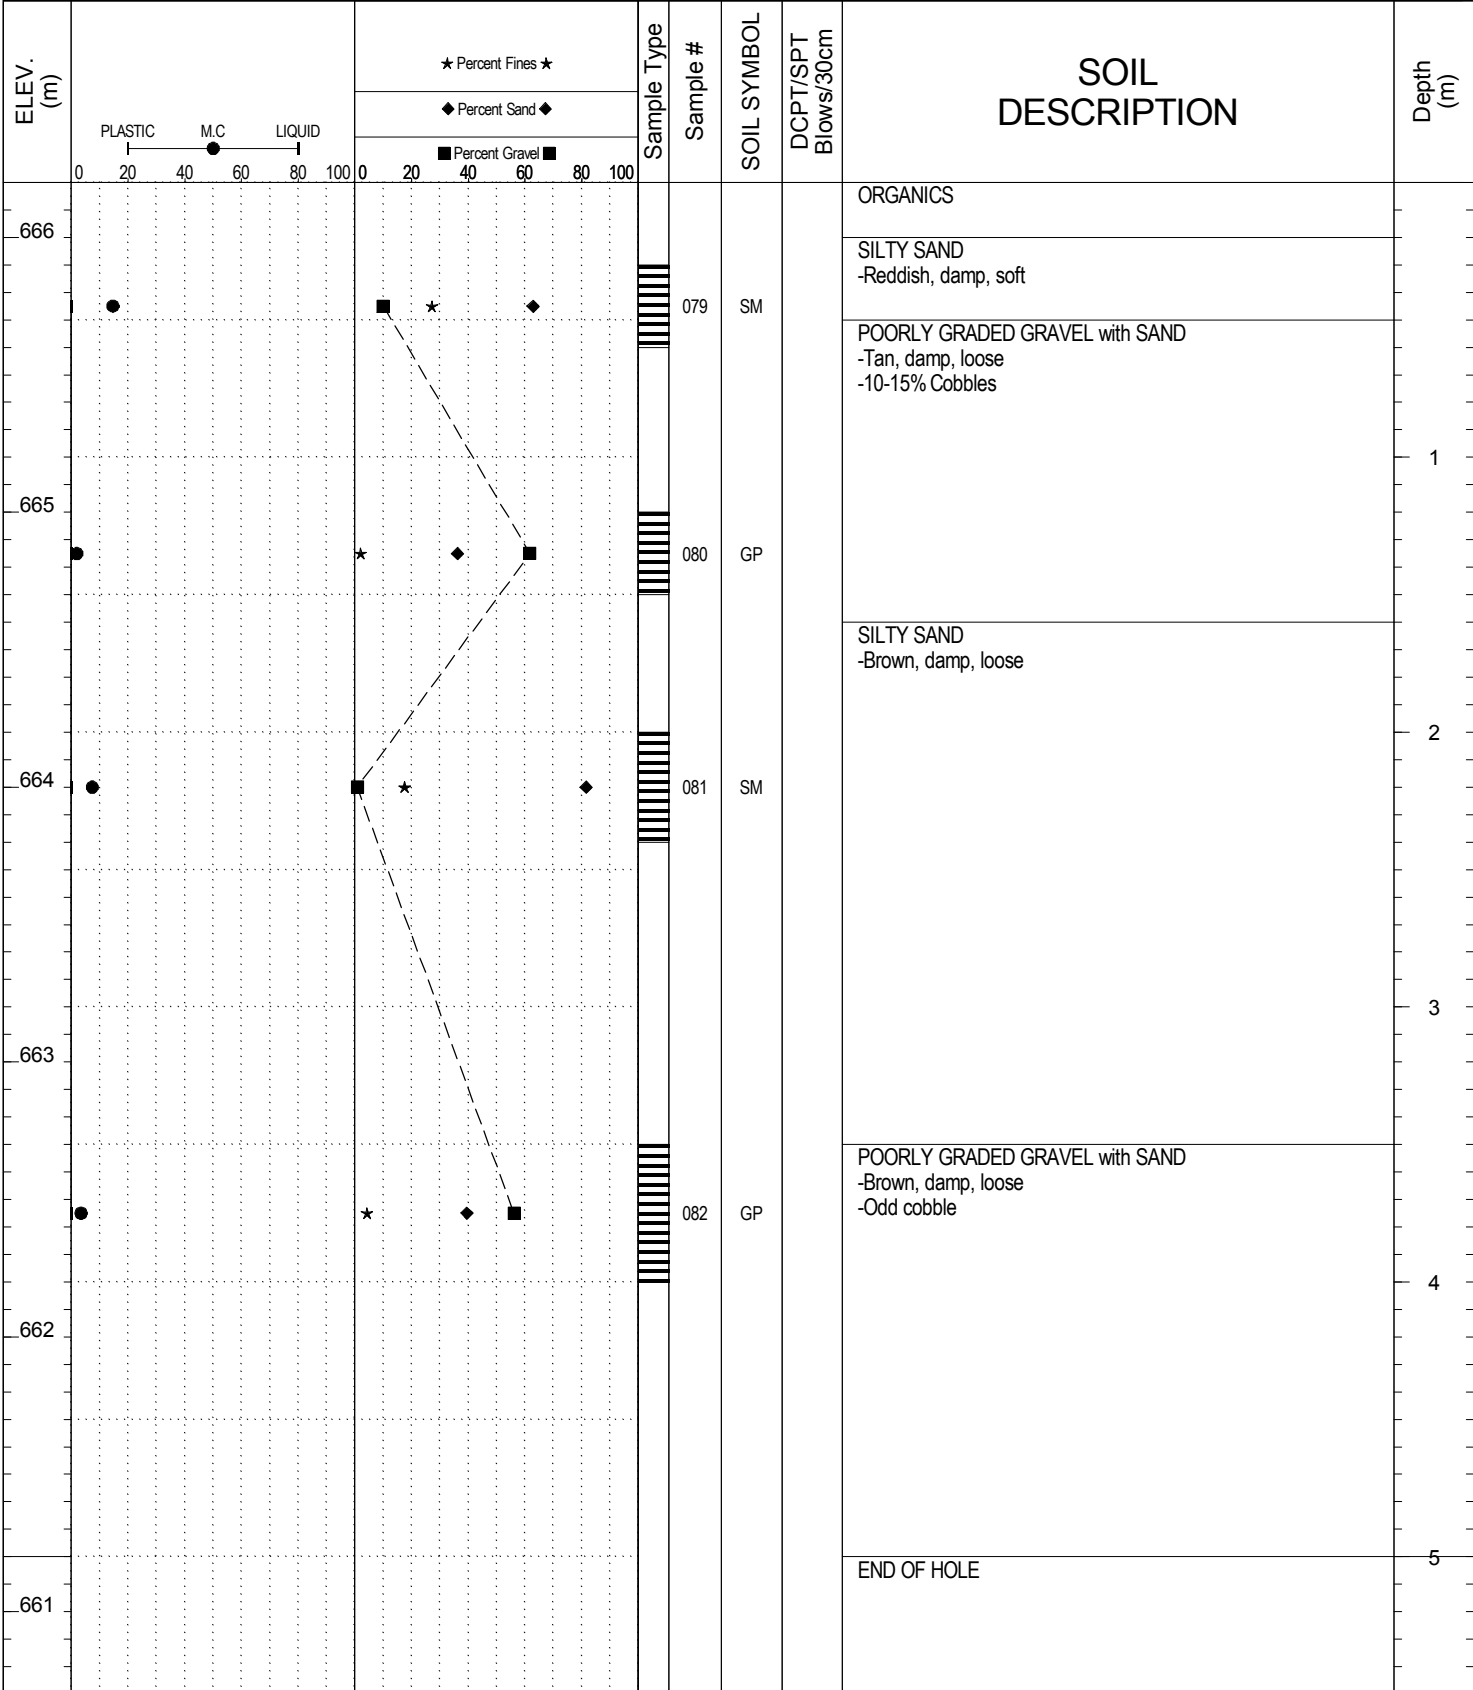 ELEV.
(m)
PLASTIC M.C LIQUID
0 20 40 60 80 100
★ Percent Fines ★
◆ Percent Sand ◆
■ Percent Gravel ■
0 20 40 60 80 100
Sample Type
Sample #
SOIL SYMBOL
DCPT/SPT
Blows/30cm
SOIL
DESCRIPTION
Depth
(m)
ORGANICS
666
SILTY SAND
-Reddish, damp, soft
079 SM
POORLY GRADED GRAVEL with SAND
-Tan, damp, loose
-10-15% Cobbles
1
665
080 GP
SILTY SAND
-Brown, damp, loose
2
664
081 SM
3
663
POORLY GRADED GRAVEL with SAND
-Brown, damp, loose
-Odd cobble
082 GP
4
662
5
END OF HOLE
661